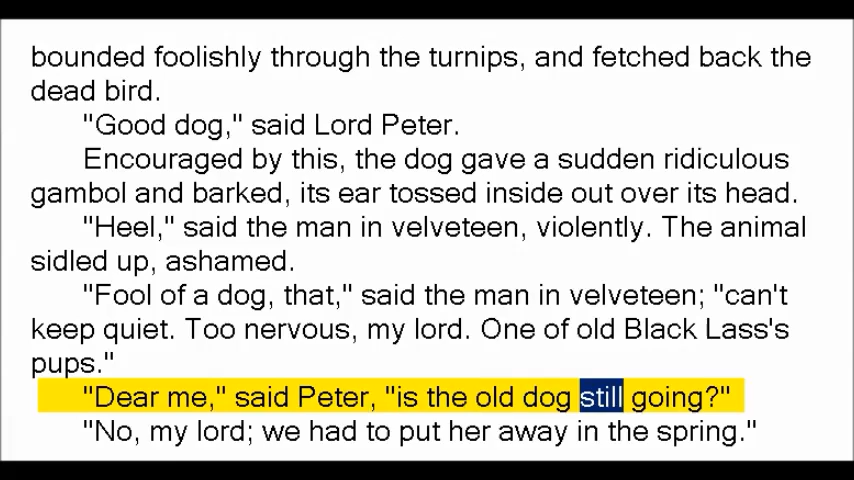 bounded foolishly through the turnips, and fetched back the
dead bird.
"Good dog," said Lord Peter.
Encouraged by this, the dog gave a sudden ridiculous
gambol and barked, its ear tossed inside out over its head.
"Heel," said the man in velveteen, violently. The animal
sidled up, ashamed.
"Fool of a dog, that," said the man in velveteen; "can't
keep quiet. Too nervous, my lord. One of old Black Lass's
pups."
"Dear me," said Peter, "is the old dog still going?"
"No, my lord; we had to put her away in the spring."